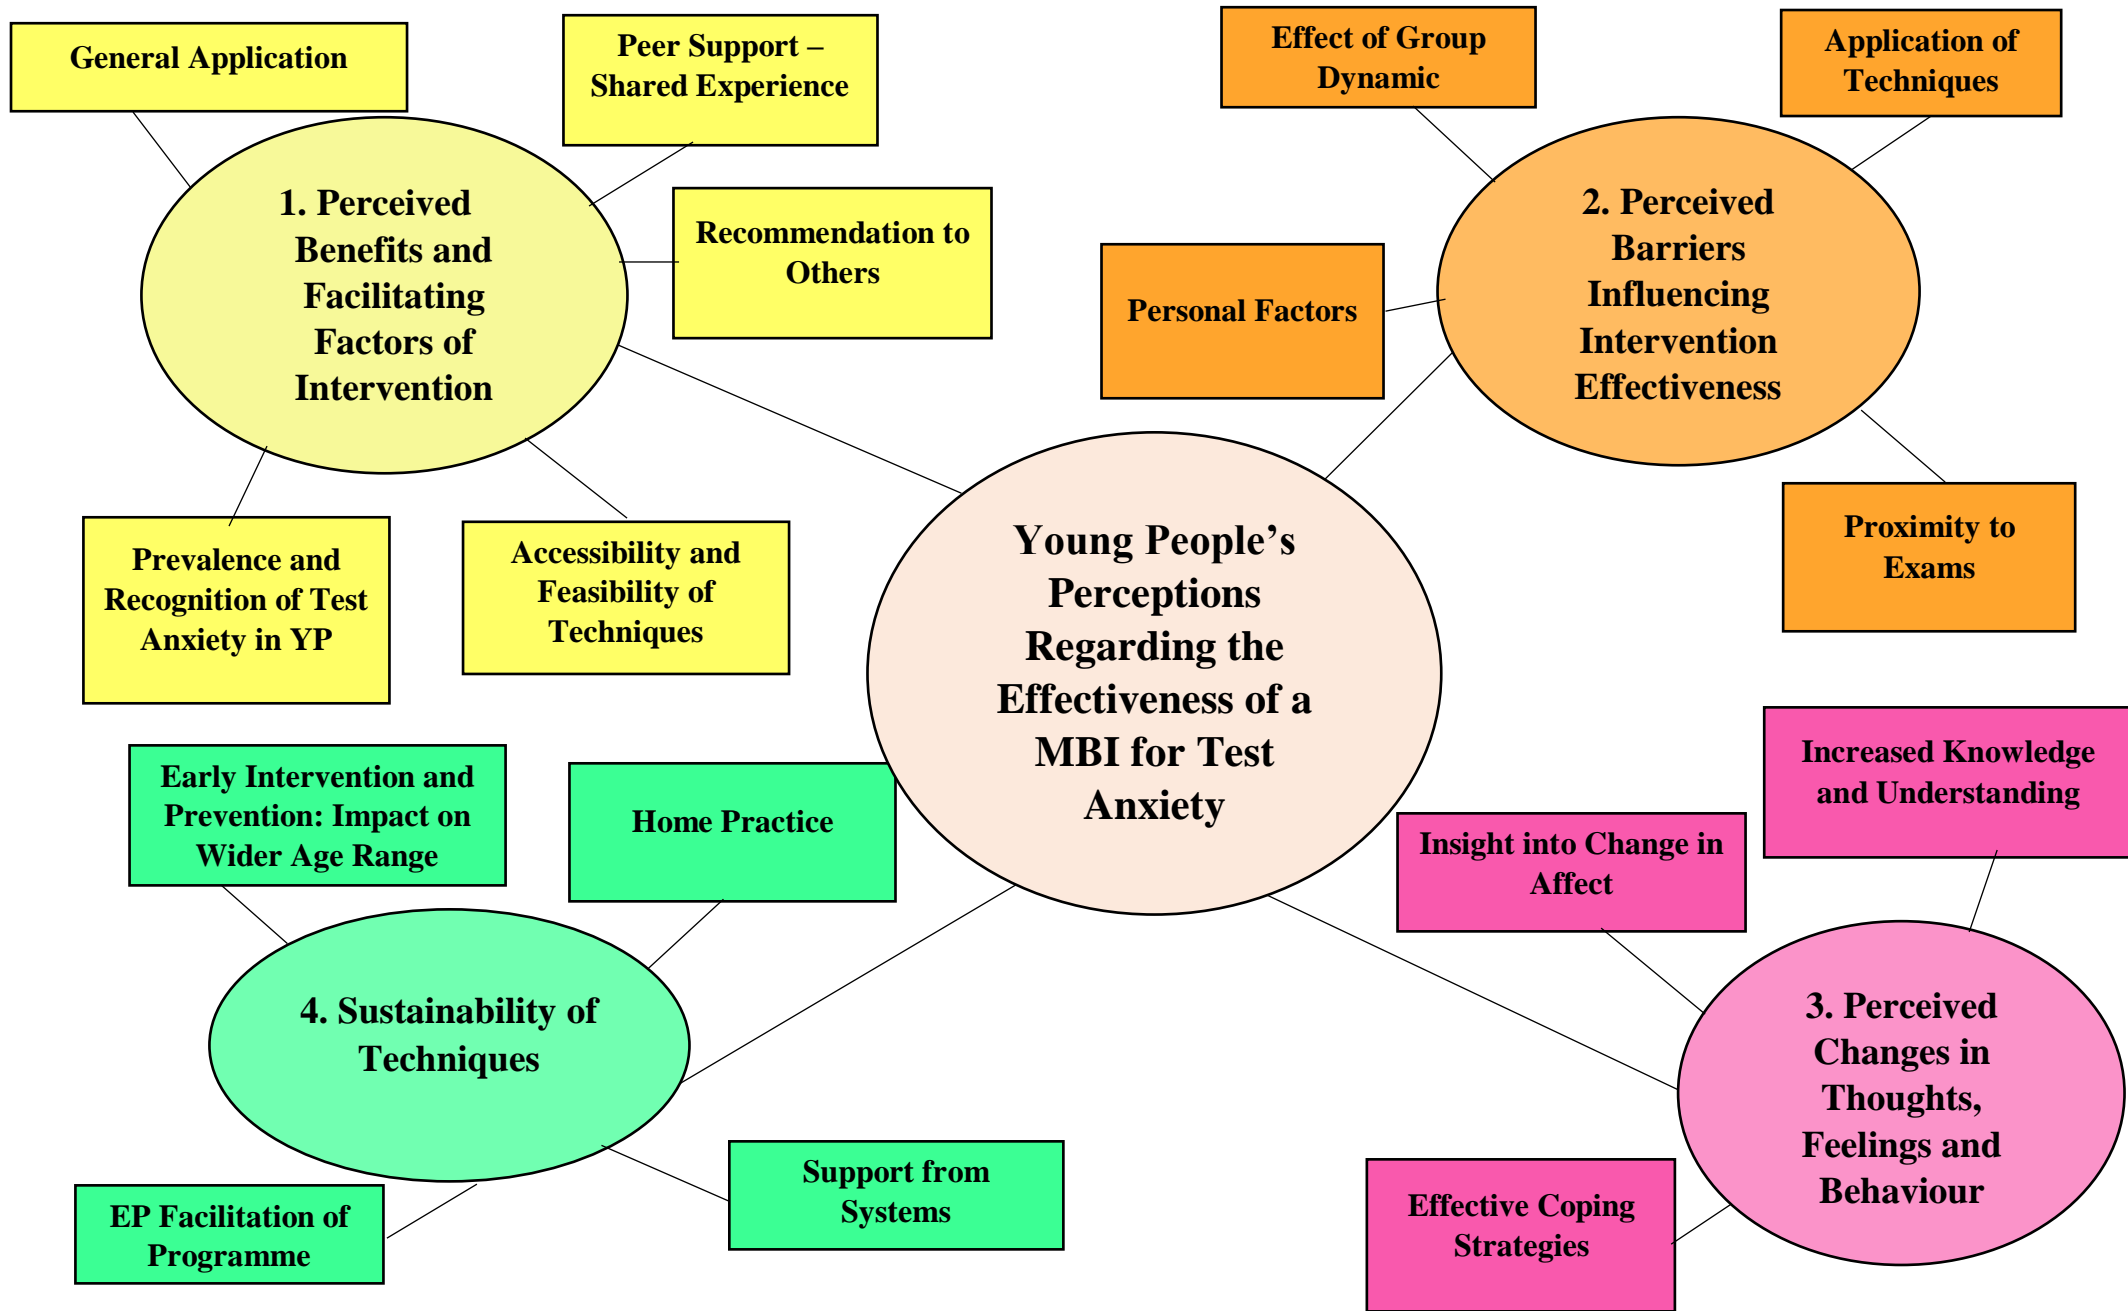 General Application
Peer Support –
Shared Experience
Recommendation to
Others
1. Perceived
Benefits and
Facilitating
Factors of
Intervention
Prevalence and
Recognition of Test
Anxiety in YP
Accessibility and
Feasibility of
Techniques
Effect of Group
Dynamic
Application of
Techniques
Personal Factors
2. Perceived
Barriers
Influencing
Intervention
Effectiveness
Proximity to
Exams
Young People’s
Perceptions
Regarding the
Effectiveness of a
MBI for Test
Anxiety
Increased Knowledge
and Understanding
Insight into Change in
Affect
3. Perceived
Changes in
Thoughts,
Feelings and
Behaviour
Effective Coping
Strategies
Early Intervention and
Prevention: Impact on
Wider Age Range
Home Practice
4. Sustainability of
Techniques
EP Facilitation of
Programme
Support from
Systems